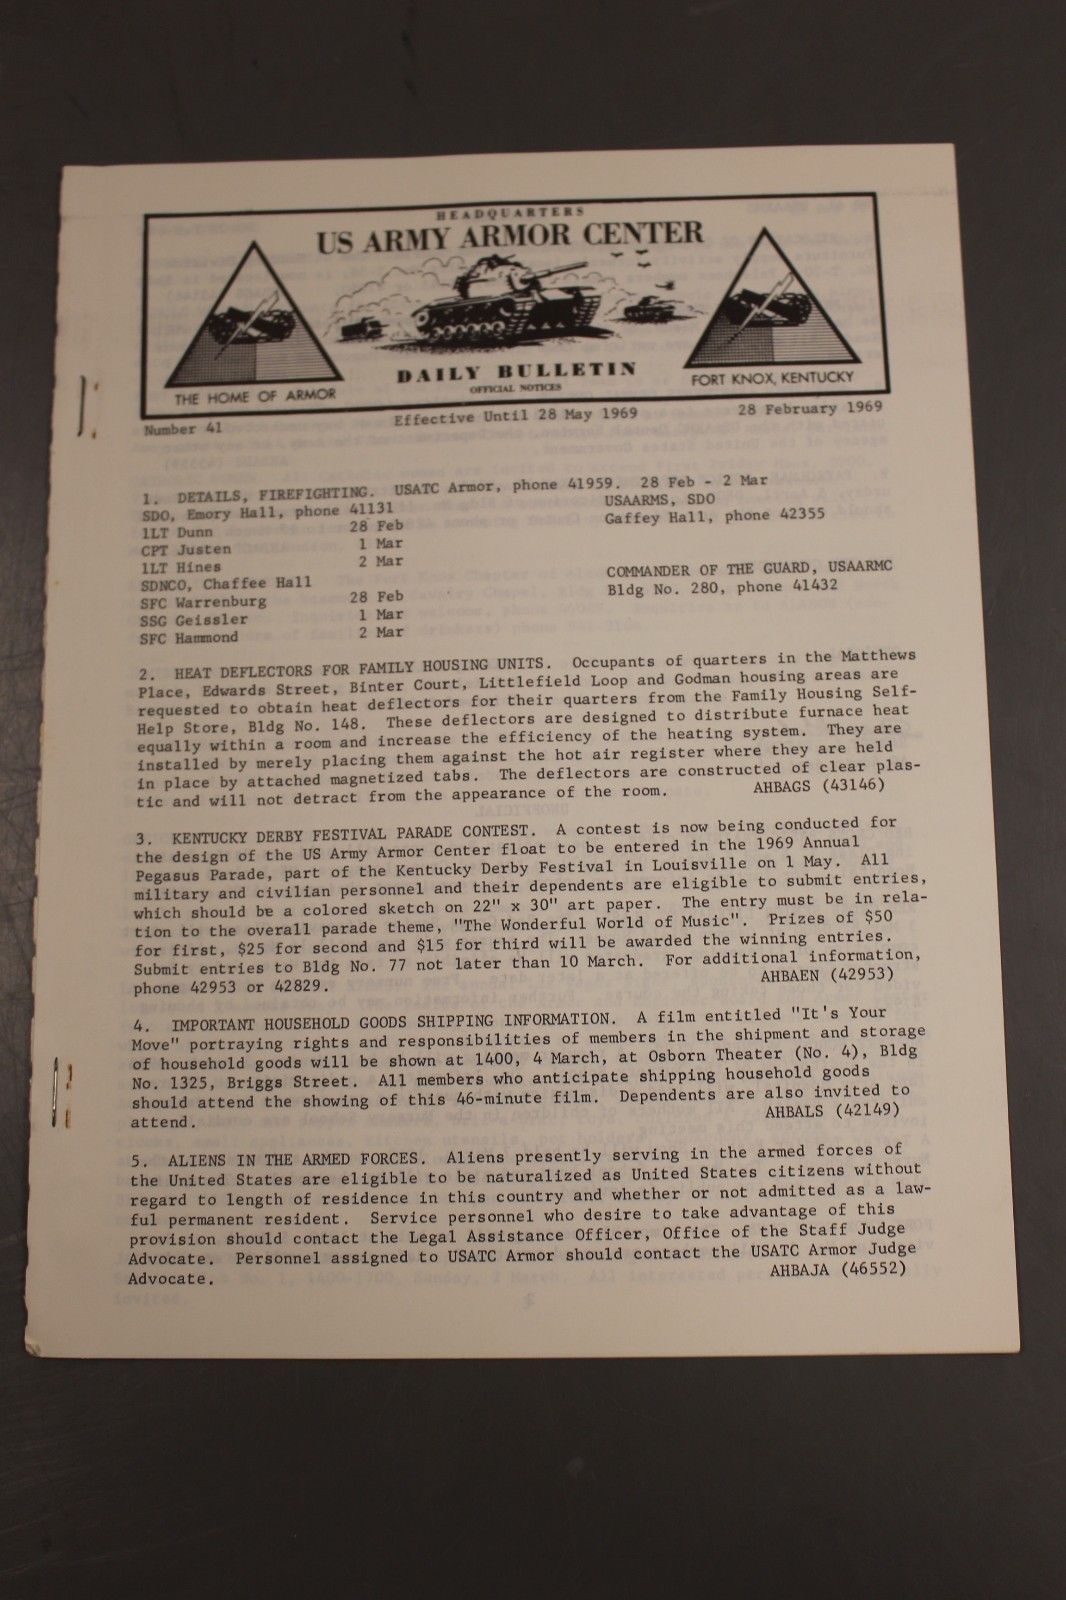 HEADQUARTERS
US ARMY ARMOR CENTER
DAILY BULLETIN
OFFICIAL NOTICES
THE HOME OF ARMOR
FORT KNOX, KENTUCKY
Number 41 Effective Until 28 May 1969 28 February 1969
1. DETAILS, FIREFIGHTING. USATC Armor, phone 41959. 28 Feb - 2 Mar
SDO, Emory Hall, phone 41131 USAARMS, SDO
1LT Dunn 28 Feb Gaffey Hall, phone 42355
CPT Justen 1 Mar
1LT Hines 2 Mar
SDNCO, Chaffee Hall COMMANDER OF THE GUARD, USAARMC
SFC Warrenburg 28 Feb Bldg No. 280, phone 41432
SSG Geissler 1 Mar
SFC Hammond 2 Mar
2. HEAT DEFLECTORS FOR FAMILY HOUSING UNITS. Occupants of quarters in the Matthews
Place, Edwards Street, Binter Court, Littlefield Loop and Godman housing areas are
requested to obtain heat deflectors for their quarters from the Family Housing Self-
Help Store, Bldg No. 148. These deflectors are designed to distribute furnace heat
equally within a room and increase the efficiency of the heating system. They are
installed by merely placing them against the hot air register where they are held
in place by attached magnetized tabs. The deflectors are constructed of clear plas-
tic and will not detract from the appearance of the room. AHBAGS (43146)
3. KENTUCKY DERBY FESTIVAL PARADE CONTEST. A contest is now being conducted for
the design of the US Army Armor Center float to be entered in the 1969 Annual
Pegasus Parade, part of the Kentucky Derby Festival in Louisville on 1 May. All
military and civilian personnel and their dependents are eligible to submit entries,
which should be a colored sketch on 22" x 30" art paper. The entry must be in rela-
tion to the overall parade theme, "The Wonderful World of Music". Prizes of $50
for first, $25 for second and $15 for third will be awarded the winning entries.
Submit entries to Bldg No. 77 not later than 10 March. For additional information,
phone 42953 or 42829. AHBAEN (42953)
4. IMPORTANT HOUSEHOLD GOODS SHIPPING INFORMATION. A film entitled "It's Your
Move" portraying rights and responsibilities of members in the shipment and storage
of household goods will be shown at 1400, 4 March, at Osborn Theater (No. 4), Bldg
No. 1325, Briggs Street. All members who anticipate shipping household goods
should attend the showing of this 46-minute film. Dependents are also invited to
attend. AHBALS (42149)
5. ALIENS IN THE ARMED FORCES. Aliens presently serving in the armed forces of
the United States are eligible to be naturalized as United States citizens without
regard to length of residence in this country and whether or not admitted as a law-
ful permanent resident. Service personnel who desire to take advantage of this
provision should contact the Legal Assistance Officer, Office of the Staff Judge
Advocate. Personnel assigned to USATC Armor should contact the USATC Armor Judge
Advocate. AHBAJA (46552)